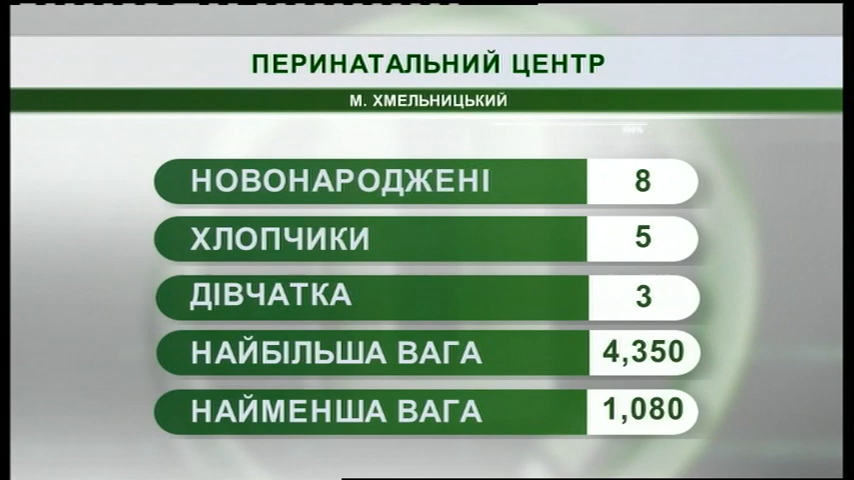 ПЕРИНАТАЛЬНИЙ ЦЕНТР
М. ХМЕЛЬНИЦЬКИЙ
НОВОНАРОДЖЕНІ 8
ХЛОПЧИКИ 5
ДІВЧАТКА 3
НАЙБІЛЬША ВАГА 4,350
НАЙМЕНША ВАГА 1,080